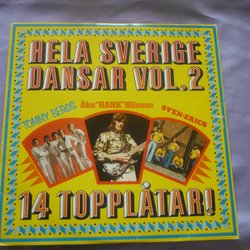 HELA SVERIGE
DANSAR VOL.2
TOMMY BERGS
Åke "HANK" Nilsson
SVEN-ERICS
14 TOPPLÅTAR!